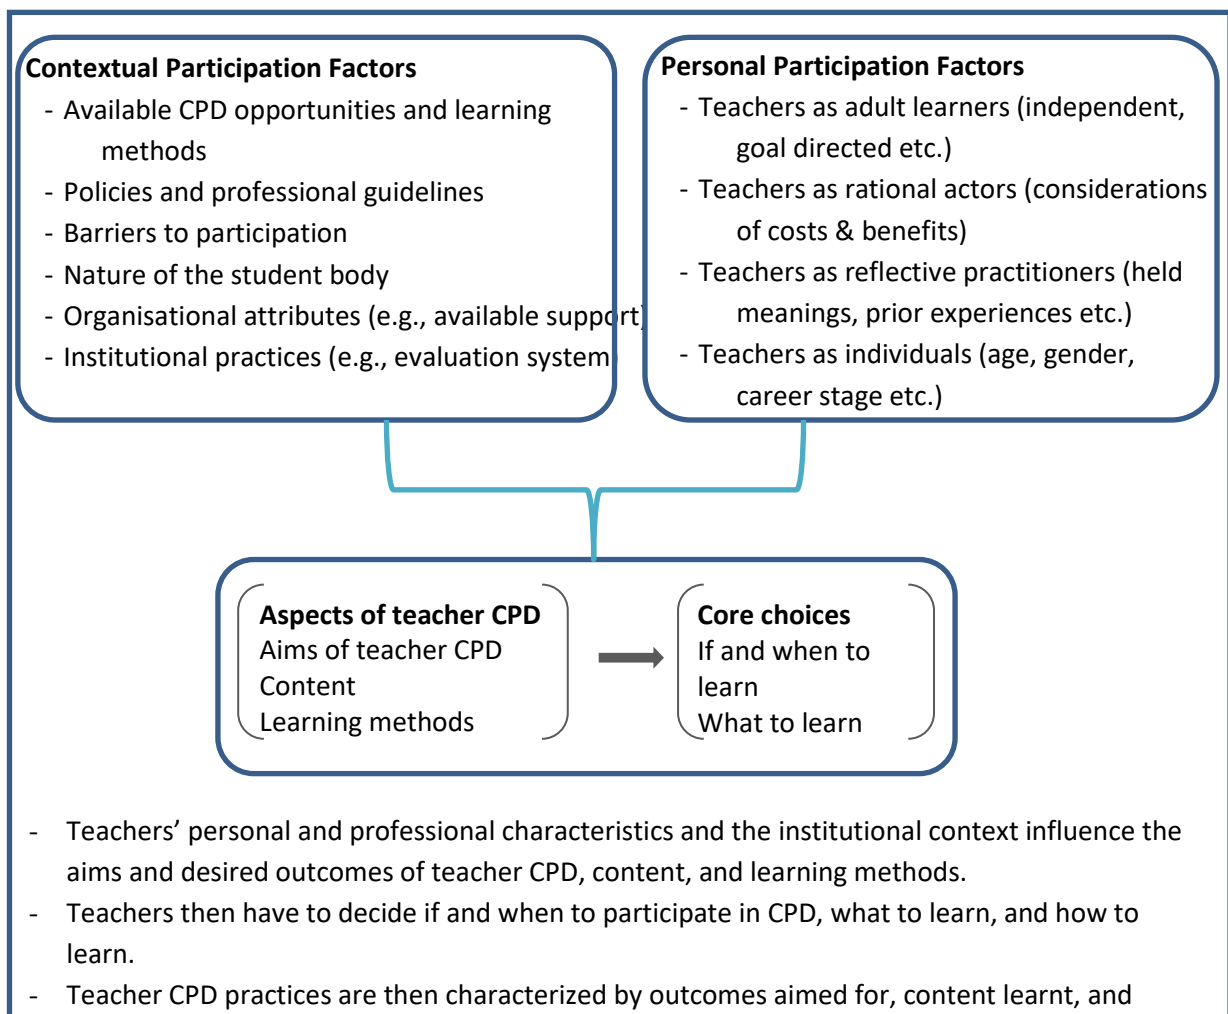 Contextual Participation Factors
- Available CPD opportunities and learning
methods
- Policies and professional guidelines
- Barriers to participation
- Nature of the student body
- Organisational attributes (e.g., available support)
- Institutional practices (e.g., evaluation system)
Personal Participation Factors
- Teachers as adult learners (independent,
goal directed etc.)
- Teachers as rational actors (considerations
of costs & benefits)
- Teachers as reflective practitioners (held
meanings, prior experiences etc.)
- Teachers as individuals (age, gender,
career stage etc.)
Aspects of teacher CPD
Aims of teacher CPD
Content
Learning methods
Core choices
If and when to
learn
What to learn
- Teachers’ personal and professional characteristics and the institutional context influence the
aims and desired outcomes of teacher CPD, content, and learning methods.
- Teachers then have to decide if and when to participate in CPD, what to learn, and how to
learn.
- Teacher CPD practices are then characterized by outcomes aimed for, content learnt, and